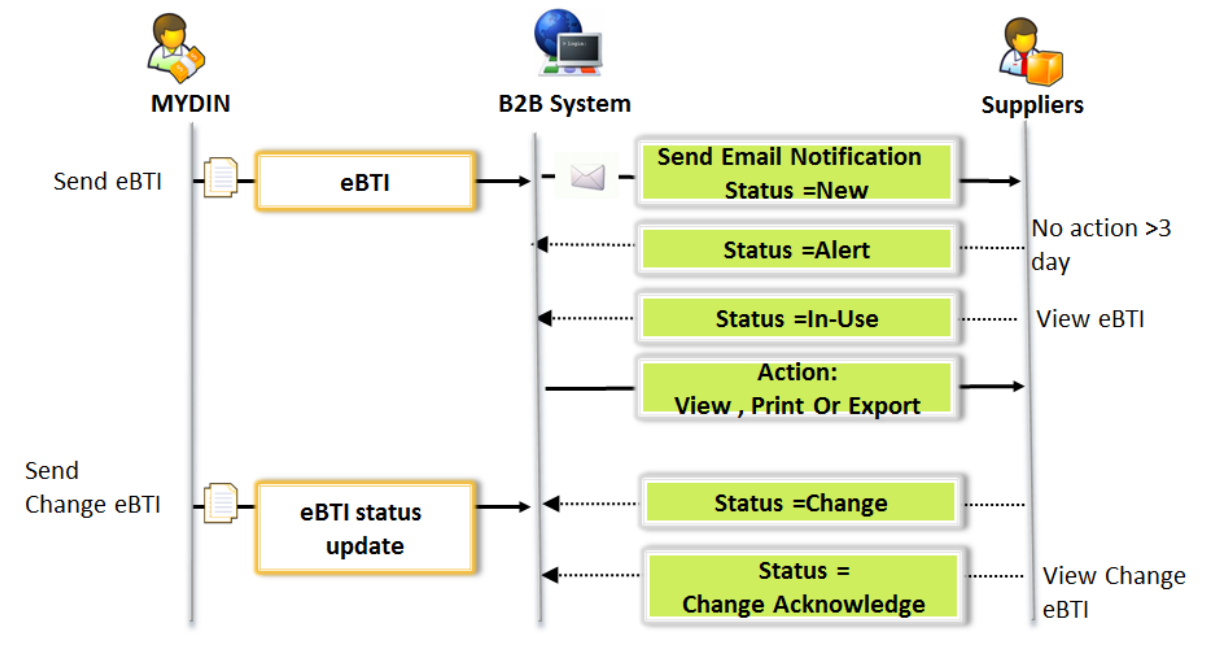 >login:
MYDIN
B2B System
Suppliers
Send eBTI
eBTI
Send Email Notification
Status =New
Status =Alert
No action >3
day
Status =In-Use
View eBTI
Action:
View , Print Or Export
Send
Change eBTI
eBTI status
update
Status =Change
Status =
Change Acknowledge
View Change
eBTI